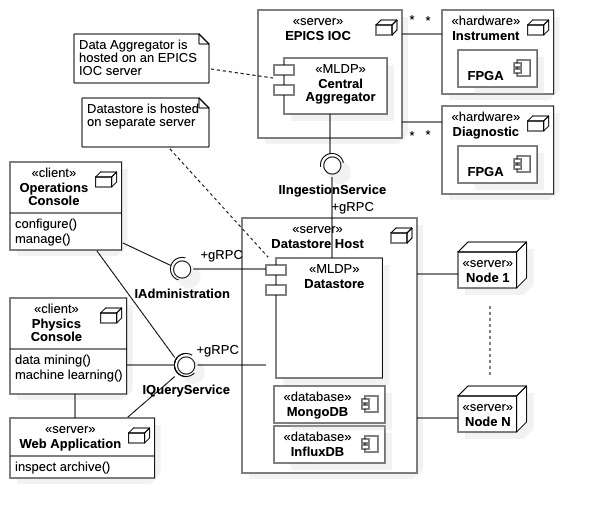 Data Aggregator is
hosted on an EPICS
IOC server
Datastore is hosted
on separate server
«server»
EPICS IOC
«MLDP»
Central
Aggregator
* *
«hardware»
Instrument
FPGA
* *
«hardware»
Diagnostic
FPGA
IIngestionService
+gRPC
«client»
Operations
Console
configure()
manage()
+gRPC
IAdministration
«server»
Datastore Host
«MLDP»
Datastore
«database»
MongoDB
«database»
InfluxDB
«server»
Node 1
«server»
Node N
«client»
Physics
Console
data mining()
machine learning()
+gRPC
IQueryService
«server»
Web Application
inspect archive()